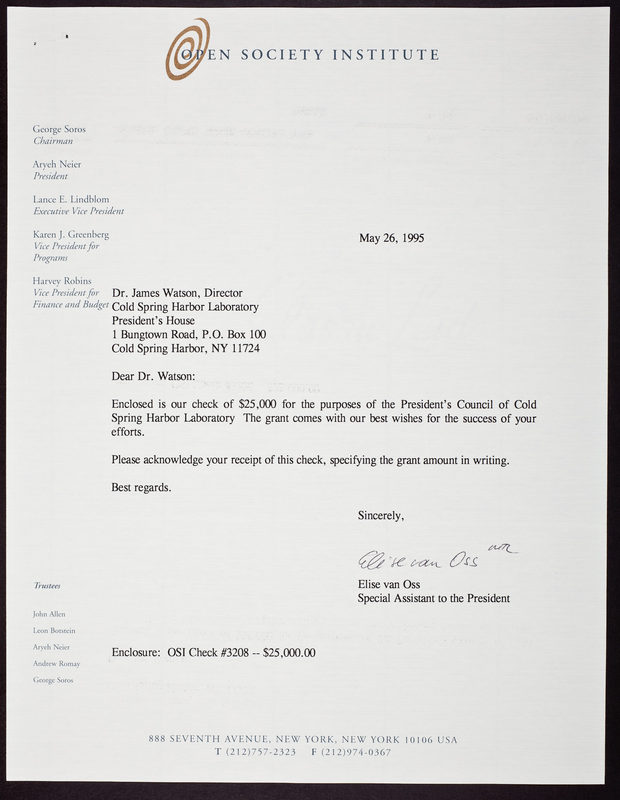 OPEN SOCIETY INSTITUTE
George Soros
Chairman
Aryeh Neier
President
Lance E. Lindblom
Executive Vice President
Karen J. Greenberg
Vice President for
Programs
Harvey Robins
Vice President for
Finance and Budget
May 26, 1995
Dr. James Watson, Director
Cold Spring Harbor Laboratory
President's House
1 Bungtown Road, P.O. Box 100
Cold Spring Harbor, NY 11724
Dear Dr. Watson:
Enclosed is our check of $25,000 for the purposes of the President's Council of Cold
Spring Harbor Laboratory The grant comes with our best wishes for the success of your
efforts.
Please acknowledge your receipt of this check, specifying the grant amount in writing.
Best regards.
Sincerely,
Elise van Oss
Elise van Oss
Special Assistant to the President
Trustees
John Allen
Leon Botstein
Aryeh Neier
Andrew Romay
George Soros
Enclosure: OSI Check #3208 -- $25,000.00
888 SEVENTH AVENUE, NEW YORK, NEW YORK 10106 USA
T (212)757-2323 F (212)974-0367